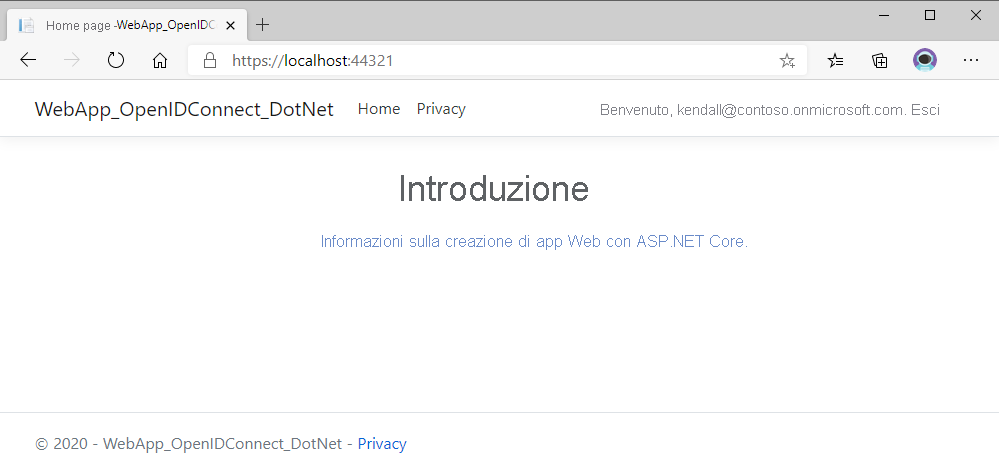 Home page -WebApp_OpenIDC
https://localhost:44321
WebApp_OpenIDConnect_DotNet Home Privacy Benvenuto, kendall@contoso.onmicrosoft.com. Esci
Introduzione
Informazioni sulla creazione di app Web con ASP.NET Core.
© 2020 - WebApp_OpenIDConnect_DotNet - Privacy